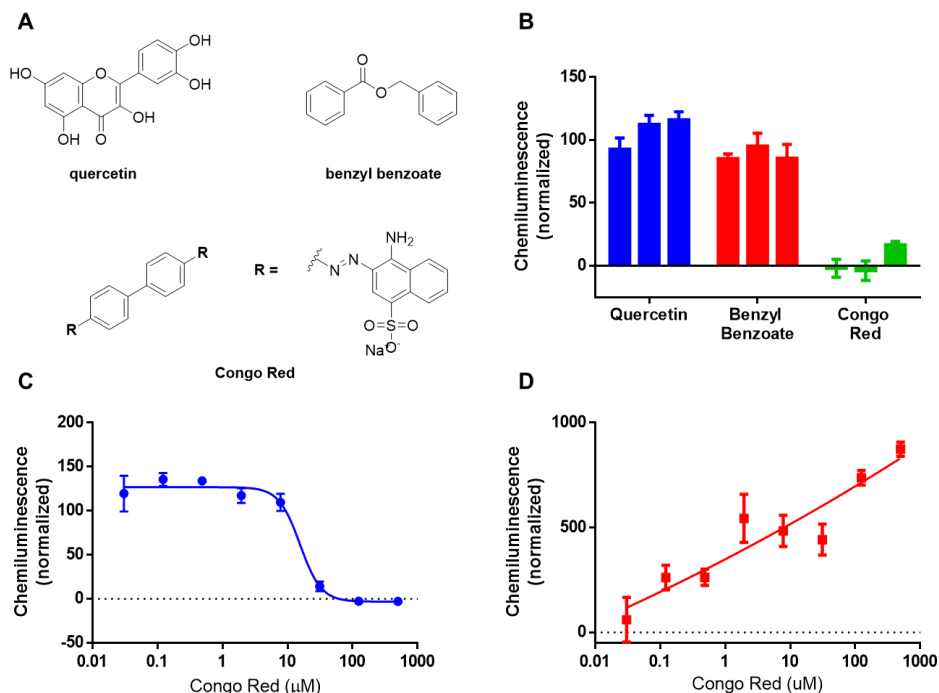 A
OH
OH
HO
O
OH
OH
O
quercetin
O
O
benzyl benzoate
R
R
R =
NH2
N
N
O=S=O
O-
Na+
Congo Red
B
Chemiluminescence
(normalized)
150
100
50
0
Quercetin
Benzyl
Benzoate
Congo
Red
C
Chemiluminescence
(normalized)
200
150
100
50
0
-50
0.01
0.1
1
10
100
1000
Congo Red (μM)
D
Chemiluminescence
(normalized)
1000
500
0
0.01
0.1
1
10
100
1000
Congo Red (uM)